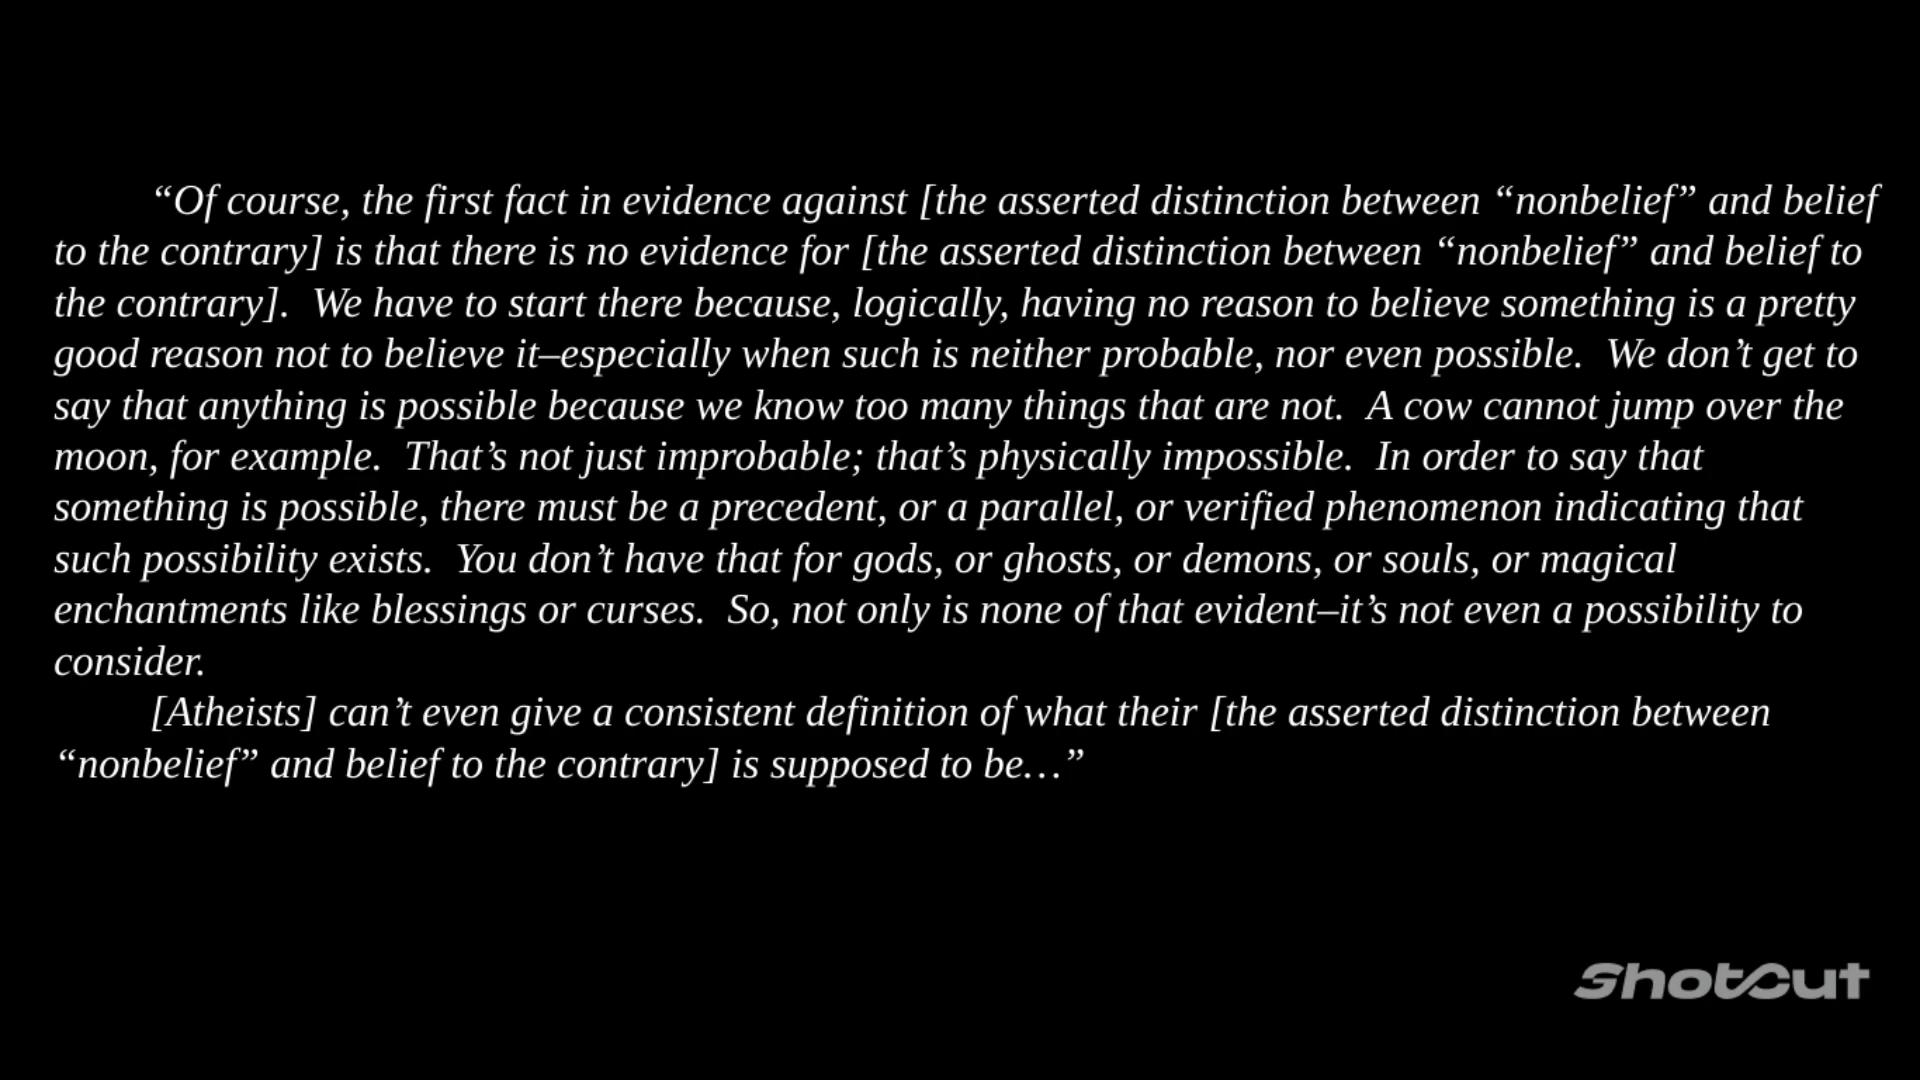 “Of course, the first fact in evidence against [the asserted distinction between “nonbelief” and belief
to the contrary] is that there is no evidence for [the asserted distinction between “nonbelief” and belief to
the contrary].  We have to start there because, logically, having no reason to believe something is a pretty
good reason not to believe it–especially when such is neither probable, nor even possible.  We don’t get to
say that anything is possible because we know too many things that are not.  A cow cannot jump over the
moon, for example.  That’s not just improbable; that’s physically impossible.  In order to say that
something is possible, there must be a precedent, or a parallel, or verified phenomenon indicating that
such possibility exists.  You don’t have that for gods, or ghosts, or demons, or souls, or magical
enchantments like blessings or curses.  So, not only is none of that evident–it’s not even a possibility to
consider.
[Atheists] can’t even give a consistent definition of what their [the asserted distinction between
“nonbelief” and belief to the contrary] is supposed to be…”
Shotcut